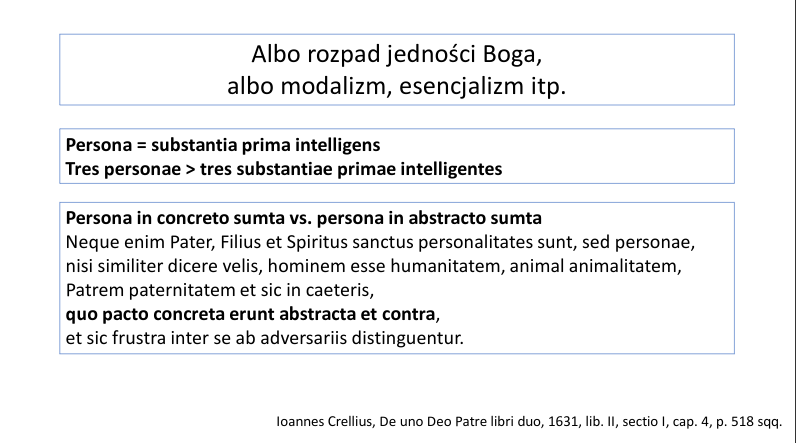 Albo rozpad jedności Boga,
albo modalizm, esencjalizm itp.
Persona = substantia prima intelligens
Tres personae > tres substantiae primae intelligentes
Persona in concreto sumta vs. persona in abstracto sumta
Neque enim Pater, Filius et Spiritus sanctus personalitates sunt, sed personae,
nisi similiter dicere velis, hominem esse humanitatem, animal animalitatem,
Patrem paternitatem et sic in caeteris,
quo pacto concreta erunt abstracta et contra,
et sic frustra inter se ab adversariis distinguentur.
Ioannes Crellius, De uno Deo Patre libri duo, 1631, lib. II, sectio I, cap. 4, p. 518 sqq.